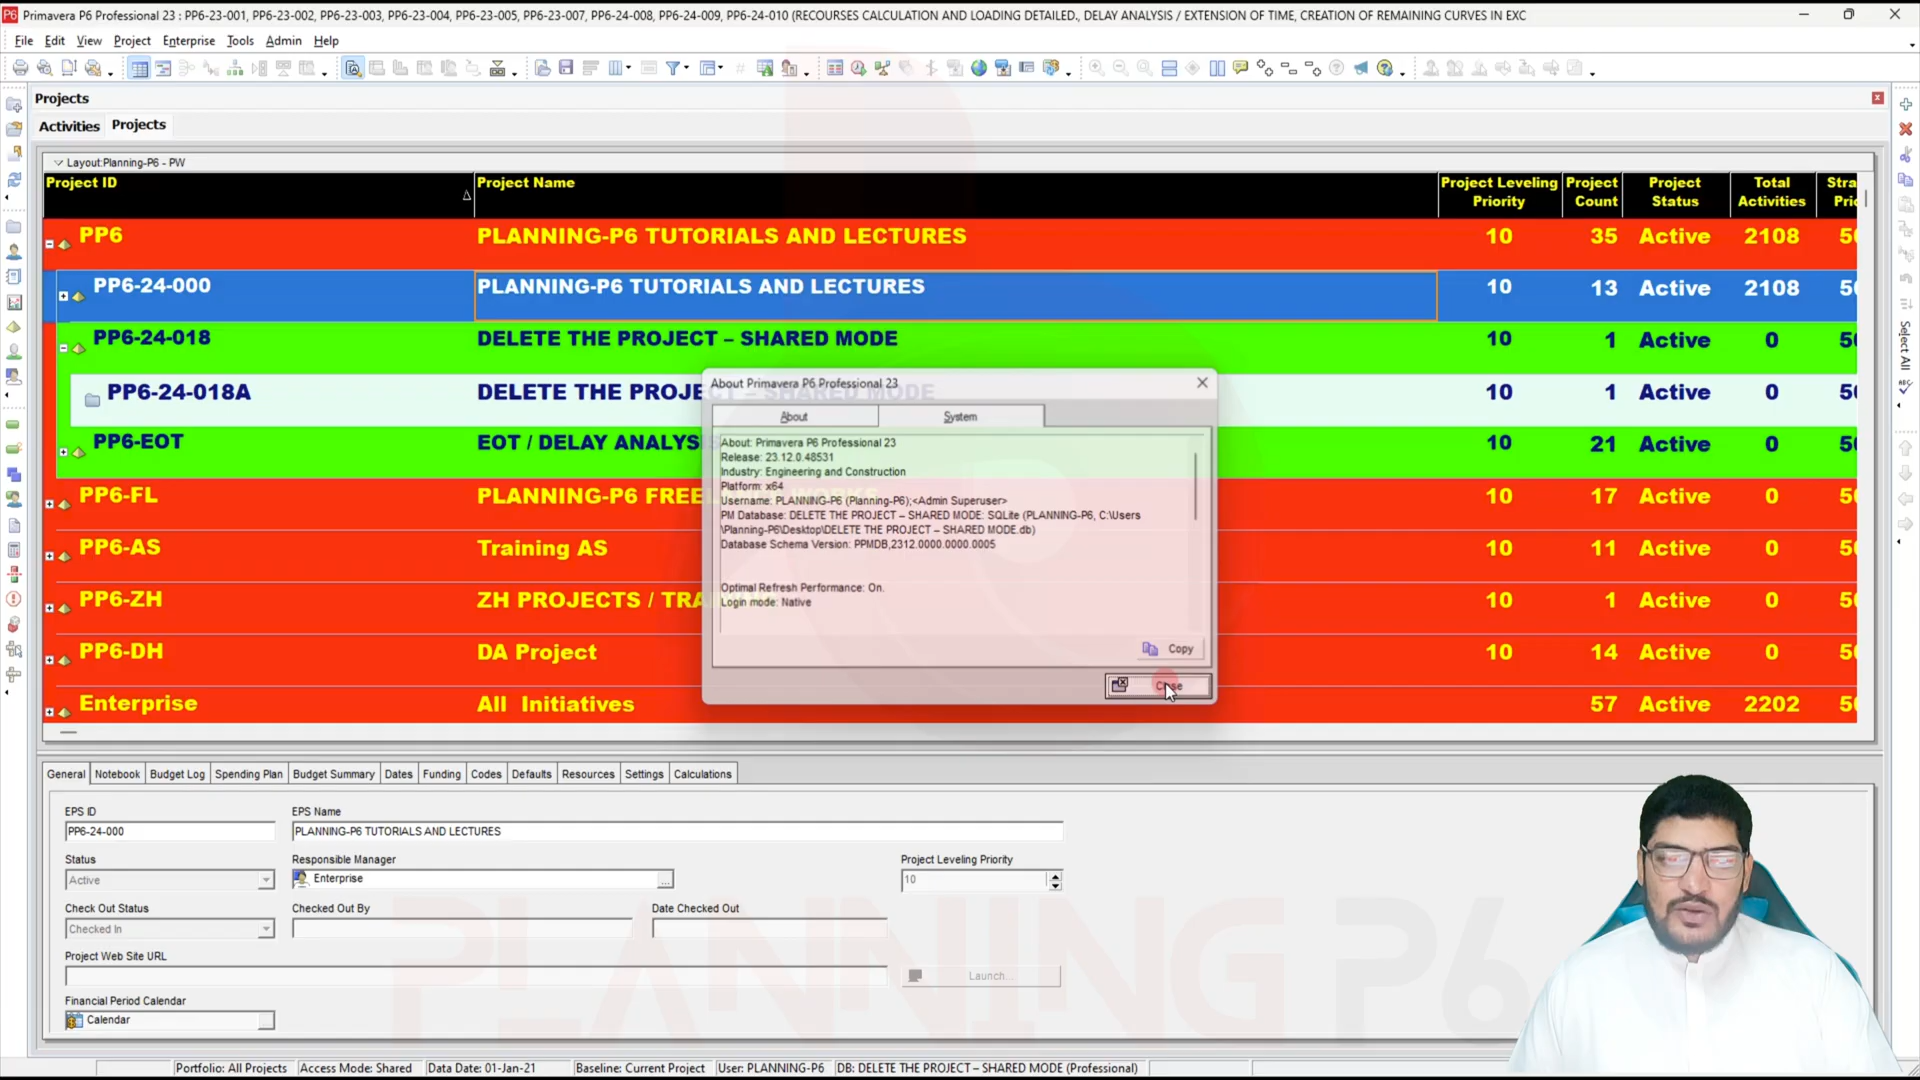 Primavera P6 Professional 23 : PP6-23-001, PP6-23-002, PP6-23-003, PP6-23-004, PP6-23-005, PP6-23-007, PP6-24-008, PP6-24-009, PP6-24-010 (RECOURSES CALCULATION AND LOADING DETAILED., DELAY ANALYSIS / EXTENSION OF TIME, CREATION OF REMAINING CURVES IN EXC
File Edit View Project Enterprise Tools Admin Help
Projects
Activities Projects
Layout:Planning-P6 - PW
Project ID Project Name Project Leveling Priority Project Count Project Status Total Activities Stra Pri
PP6 PLANNING-P6 TUTORIALS AND LECTURES 10 35 Active 2108
PP6-24-000 PLANNING-P6 TUTORIALS AND LECTURES 10 13 Active 2108
PP6-24-018 DELETE THE PROJECT – SHARED MODE 10 1 Active 0
PP6-24-018A DELETE THE PROJECT – SHARED MODE 10 1 Active 0
PP6-EOT EOT / DELAY ANALYS 10 21 Active 0
PP6-FL PLANNING-P6 FREE 10 17 Active 0
PP6-AS Training AS 10 11 Active 0
PP6-ZH ZH PROJECTS / TRA 10 1 Active 0
PP6-DH DA Project 10 14 Active 0
Enterprise All Initiatives 57 Active 2202
About Primavera P6 Professional 23
About System
About: Primavera P6 Professional 23
Release: 23.12.0.48531
Industry: Engineering and Construction
Platform: x64
Username: PLANNING-P6 (Planning-P6);<Admin Superuser>
PM Database: DELETE THE PROJECT – SHARED MODE: SQLite (PLANNING-P6, C:\Users
\Planning-P6\Desktop\DELETE THE PROJECT – SHARED MODE.db)
Database Schema Version: PPMDB,2312.0000.0000.0005
Optimal Refresh Performance: On.
Login mode: Native
Copy
Close
Select All
General Notebook Budget Log Spending Plan Budget Summary Dates Funding Codes Defaults Resources Settings Calculations
EPS ID EPS Name
PP6-24-000 PLANNING-P6 TUTORIALS AND LECTURES
Status Responsible Manager Project Leveling Priority
Active Enterprise ... 10
Check Out Status Checked Out By Date Checked Out
Checked In
Project Web Site URL
Launch...
Financial Period Calendar
Calendar
PLANNING P6
Portfolio: All Projects Access Mode: Shared Data Date: 01-Jan-21 Baseline: Current Project User: PLANNING-P6 DB: DELETE THE PROJECT – SHARED MODE (Professional)